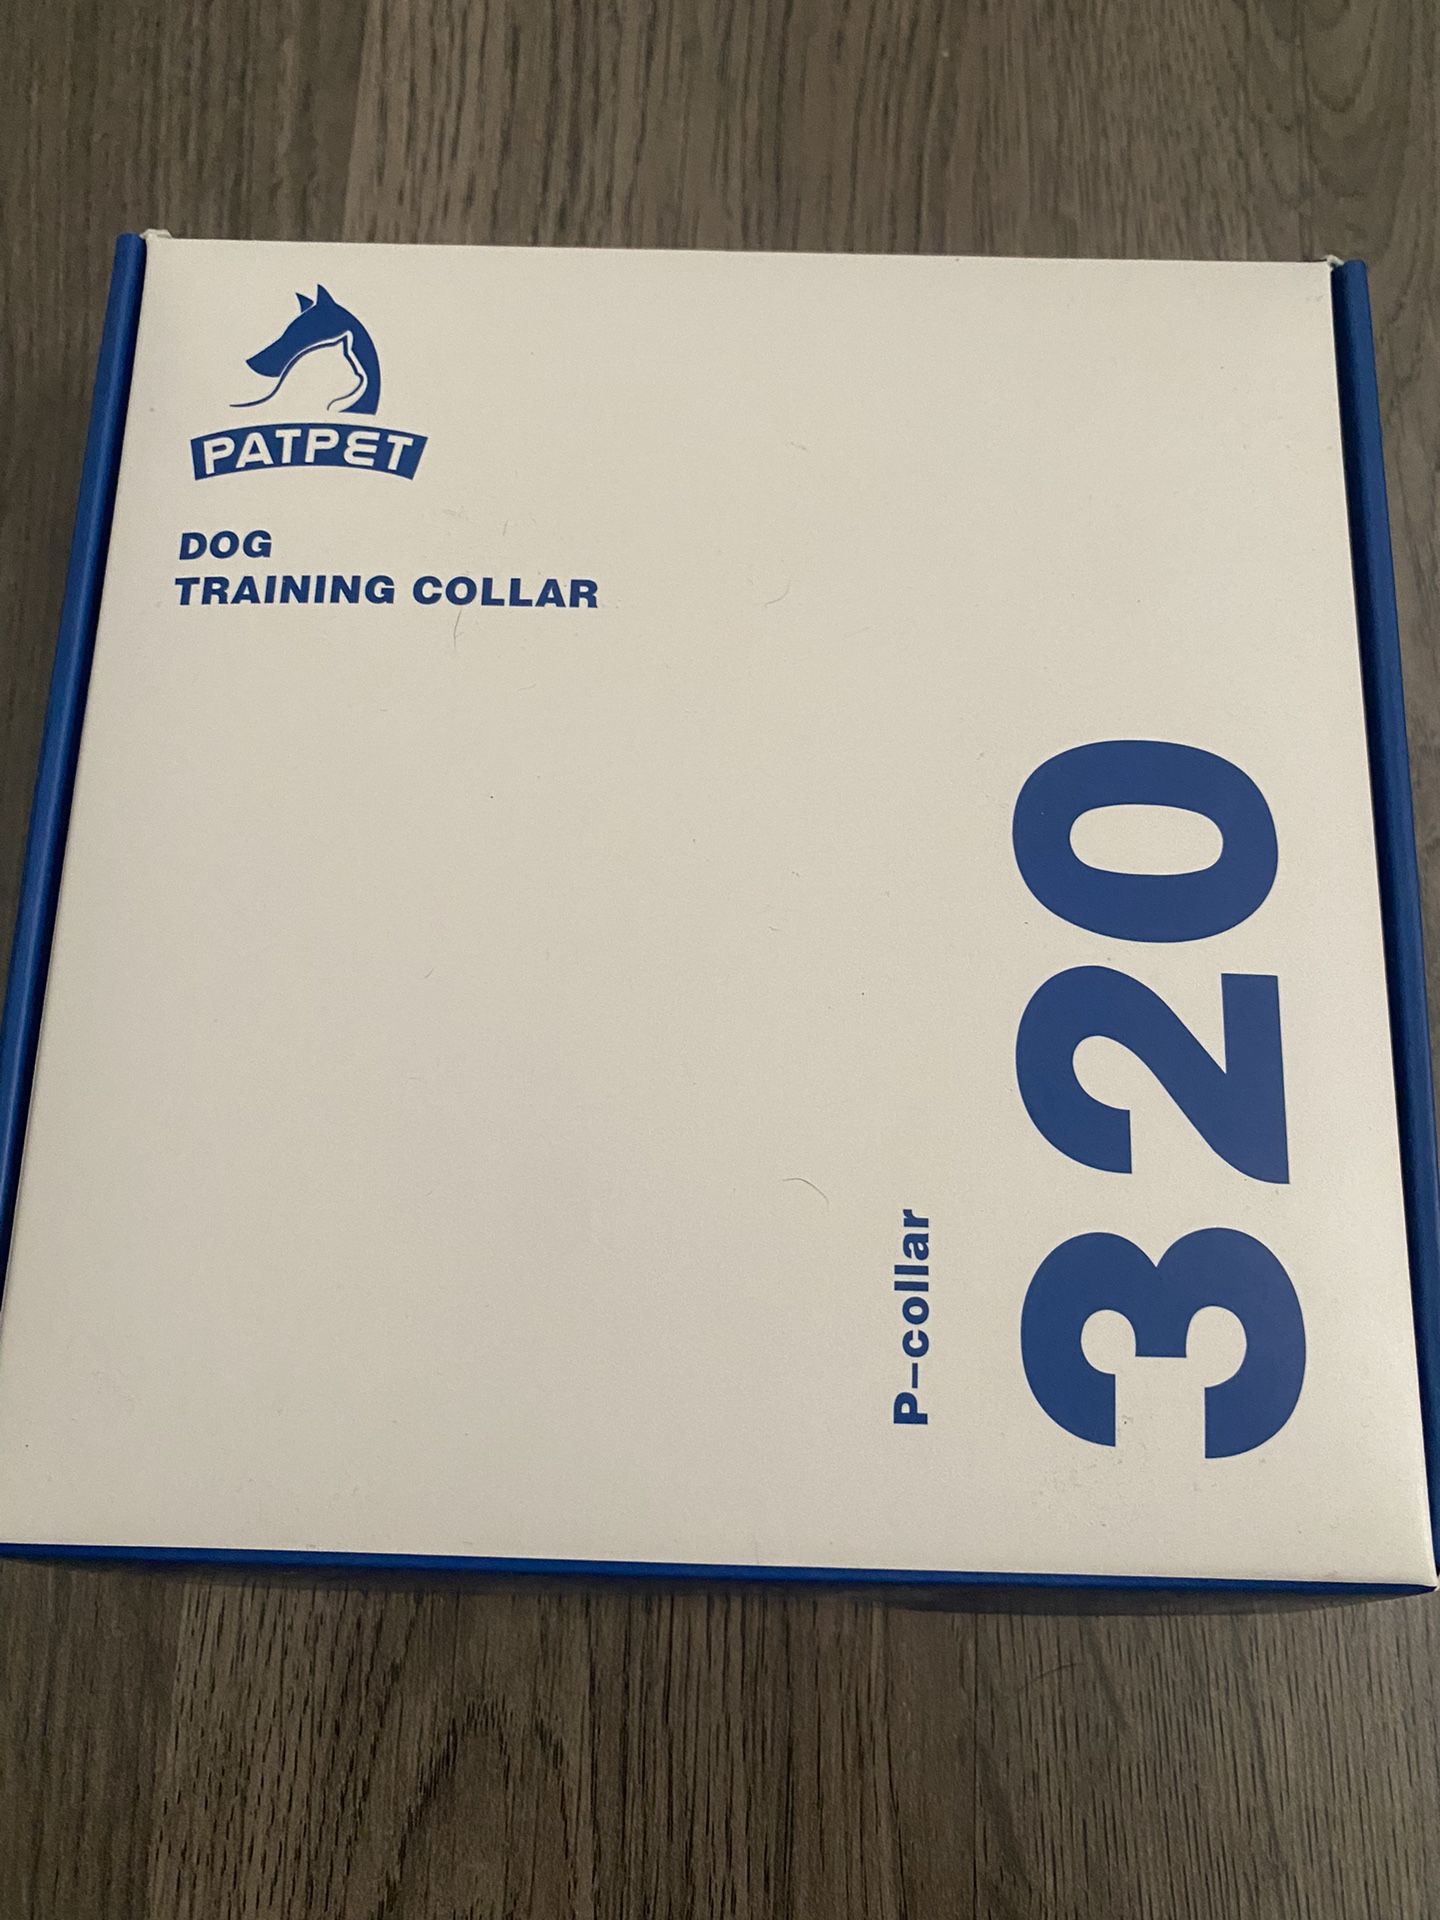 PATPET
DOG
TRAINING COLLAR
P-collar
320